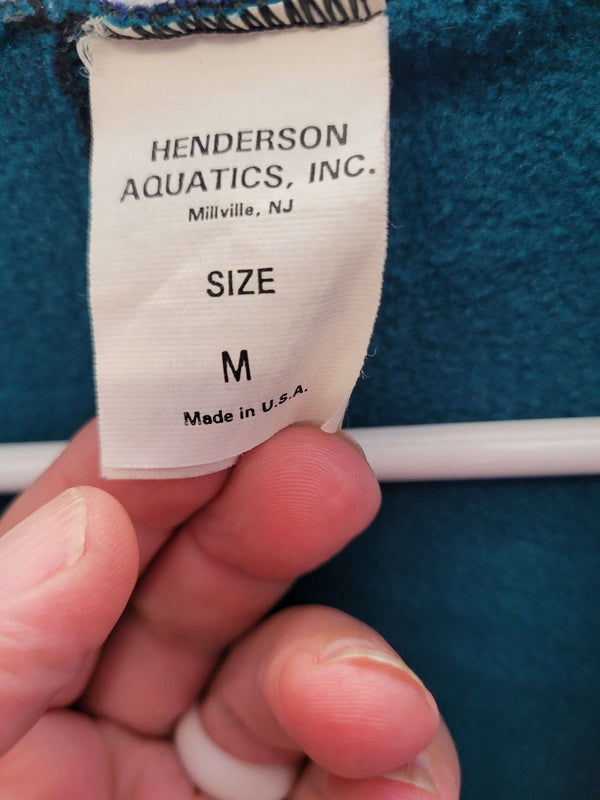 HENDERSON
AQUATICS, INC.
Millville, NJ
SIZE
M
Made in U.S.A.